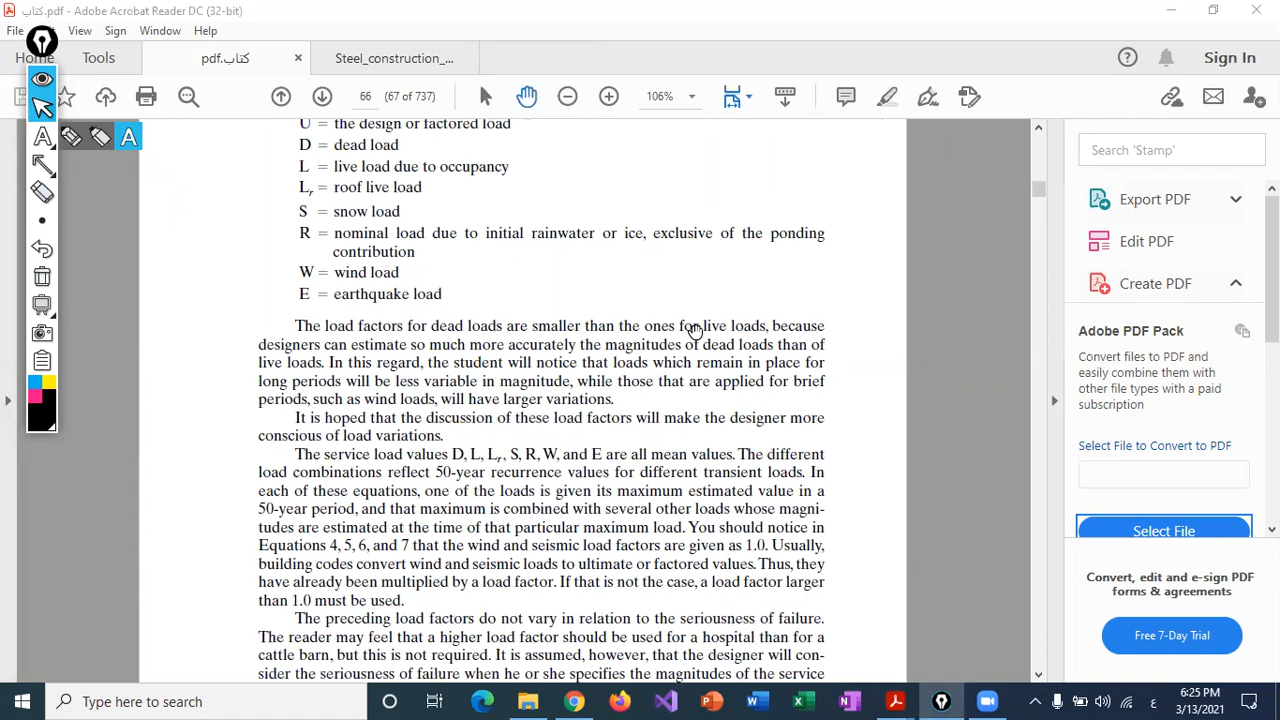 كتاب.pdf - Adobe Acrobat Reader DC (32-bit)
File View Sign Window Help
Home Tools كتاب.pdf Steel_construction_... Sign In
66 (67 of 737) 106%
U = the design or factored load
D = dead load
L = live load due to occupancy
Lr = roof live load
S = snow load
R = nominal load due to initial rainwater or ice, exclusive of the ponding
contribution
W = wind load
E = earthquake load
The load factors for dead loads are smaller than the ones for live loads, because
designers can estimate so much more accurately the magnitudes of dead loads than of
live loads. In this regard, the student will notice that loads which remain in place for
long periods will be less variable in magnitude, while those that are applied for brief
periods, such as wind loads, will have larger variations.
It is hoped that the discussion of these load factors will make the designer more
conscious of load variations.
The service load values D, L, Lr, S, R, W, and E are all mean values. The different
load combinations reflect 50-year recurrence values for different transient loads. In
each of these equations, one of the loads is given its maximum estimated value in a
50-year period, and that maximum is combined with several other loads whose magni-
tudes are estimated at the time of that particular maximum load. You should notice in
Equations 4, 5, 6, and 7 that the wind and seismic load factors are given as 1.0. Usually,
building codes convert wind and seismic loads to ultimate or factored values. Thus, they
have already been multiplied by a load factor. If that is not the case, a load factor larger
than 1.0 must be used.
The preceding load factors do not vary in relation to the seriousness of failure.
The reader may feel that a higher load factor should be used for a hospital than for a
cattle barn, but this is not required. It is assumed, however, that the designer will con-
sider the seriousness of failure when he or she specifies the magnitudes of the service
Search 'Stamp'
Export PDF
Edit PDF
Create PDF
Adobe PDF Pack
Convert files to PDF and
easily combine them with
other file types with a paid
subscription
Select File to Convert to PDF
Select File
Convert, edit and e-sign PDF
forms & agreements
Free 7-Day Trial
Type here to search
ع
6:25 PM
3/13/2021